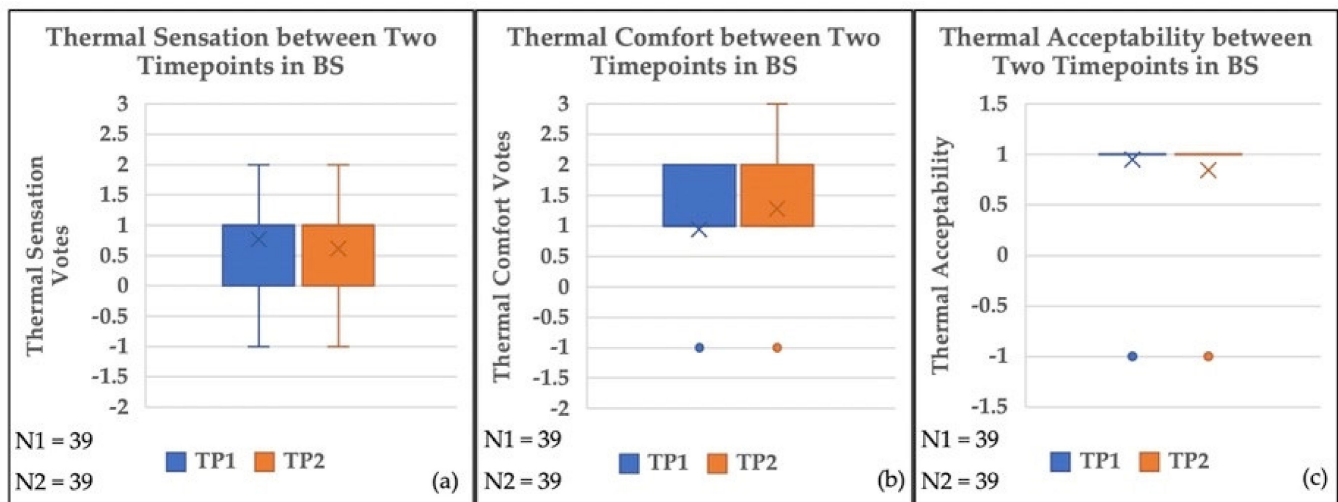 Thermal Sensation between Two
Timepoints in BS
Thermal Sensation
Votes
3
2.5
2
1.5
1
0.5
0
-0.5
-1
-1.5
-2
N1 = 39
N2 = 39
TP1 TP2
(a)
Thermal Comfort between Two
Timepoints in BS
Thermal Comfort Votes
3
2.5
2
1.5
1
0.5
0
-0.5
-1
-1.5
-2
N1 = 39
N2 = 39
TP1 TP2
(b)
Thermal Acceptability between
Two Timepoints in BS
Thermal Acceptability
1.5
1
0.5
0
-0.5
-1
-1.5
N1 = 39
N2 = 39
TP1 TP2
(c)